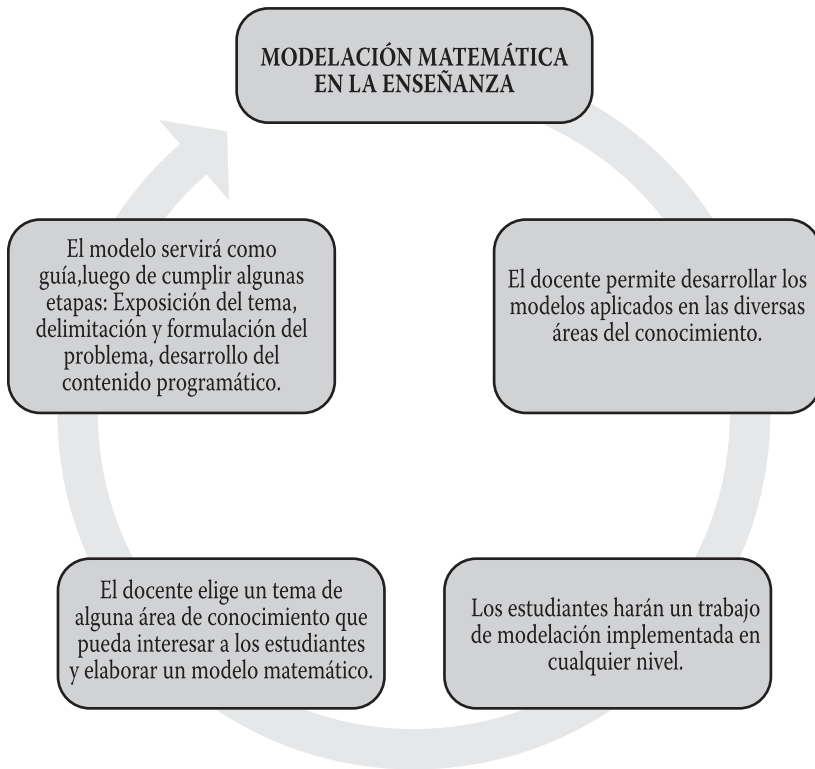 MODELACIÓN MATEMÁTICA
EN LA ENSEÑANZA
El docente permite desarrollar los
modelos aplicados en las diversas
áreas del conocimiento.
Los estudiantes harán un trabajo
de modelación implementada en
cualquier nivel.
El docente elige un tema de
alguna área de conocimiento que
pueda interesar a los estudiantes
y elaborar un modelo matemático.
El modelo servirá como
guía,luego de cumplir algunas
etapas: Exposición del tema,
delimitación y formulación del
problema, desarrollo del
contenido programático.